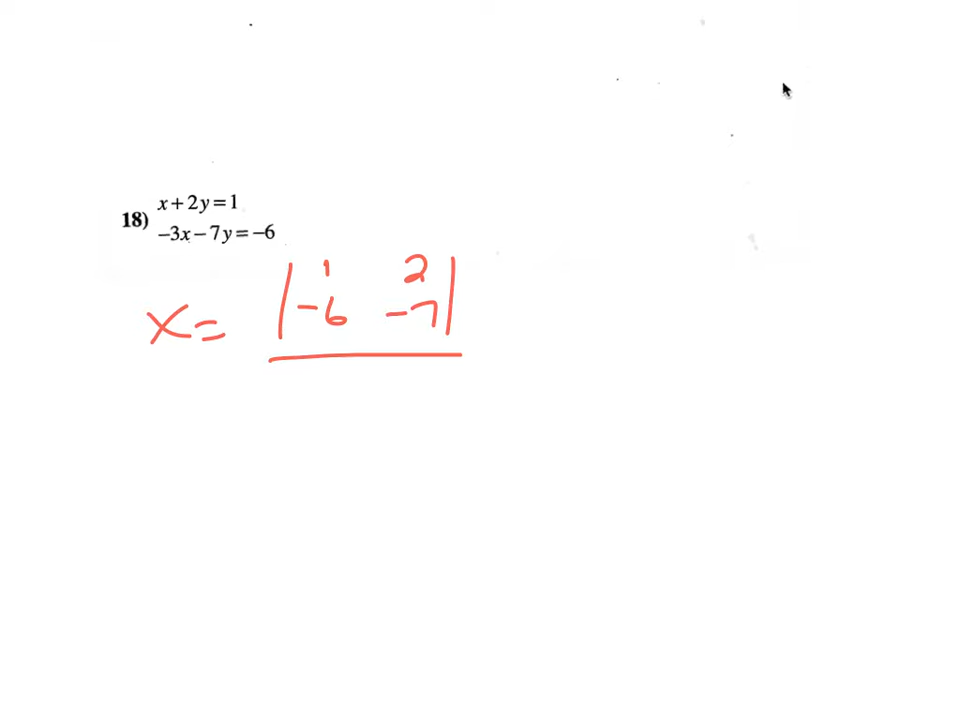 18) x + 2y = 1
-3x - 7y = -6
x = | 1 2 |
| -6 -7 |